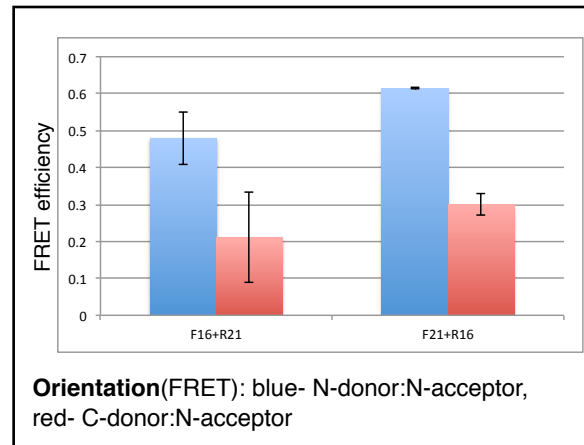 0.7
0.6
0.5
0.4
0.3
0.2
0.1
0
FRET efficiency
F16+R21 F21+R16
Orientation(FRET): blue- N-donor:N-acceptor,
red- C-donor:N-acceptor